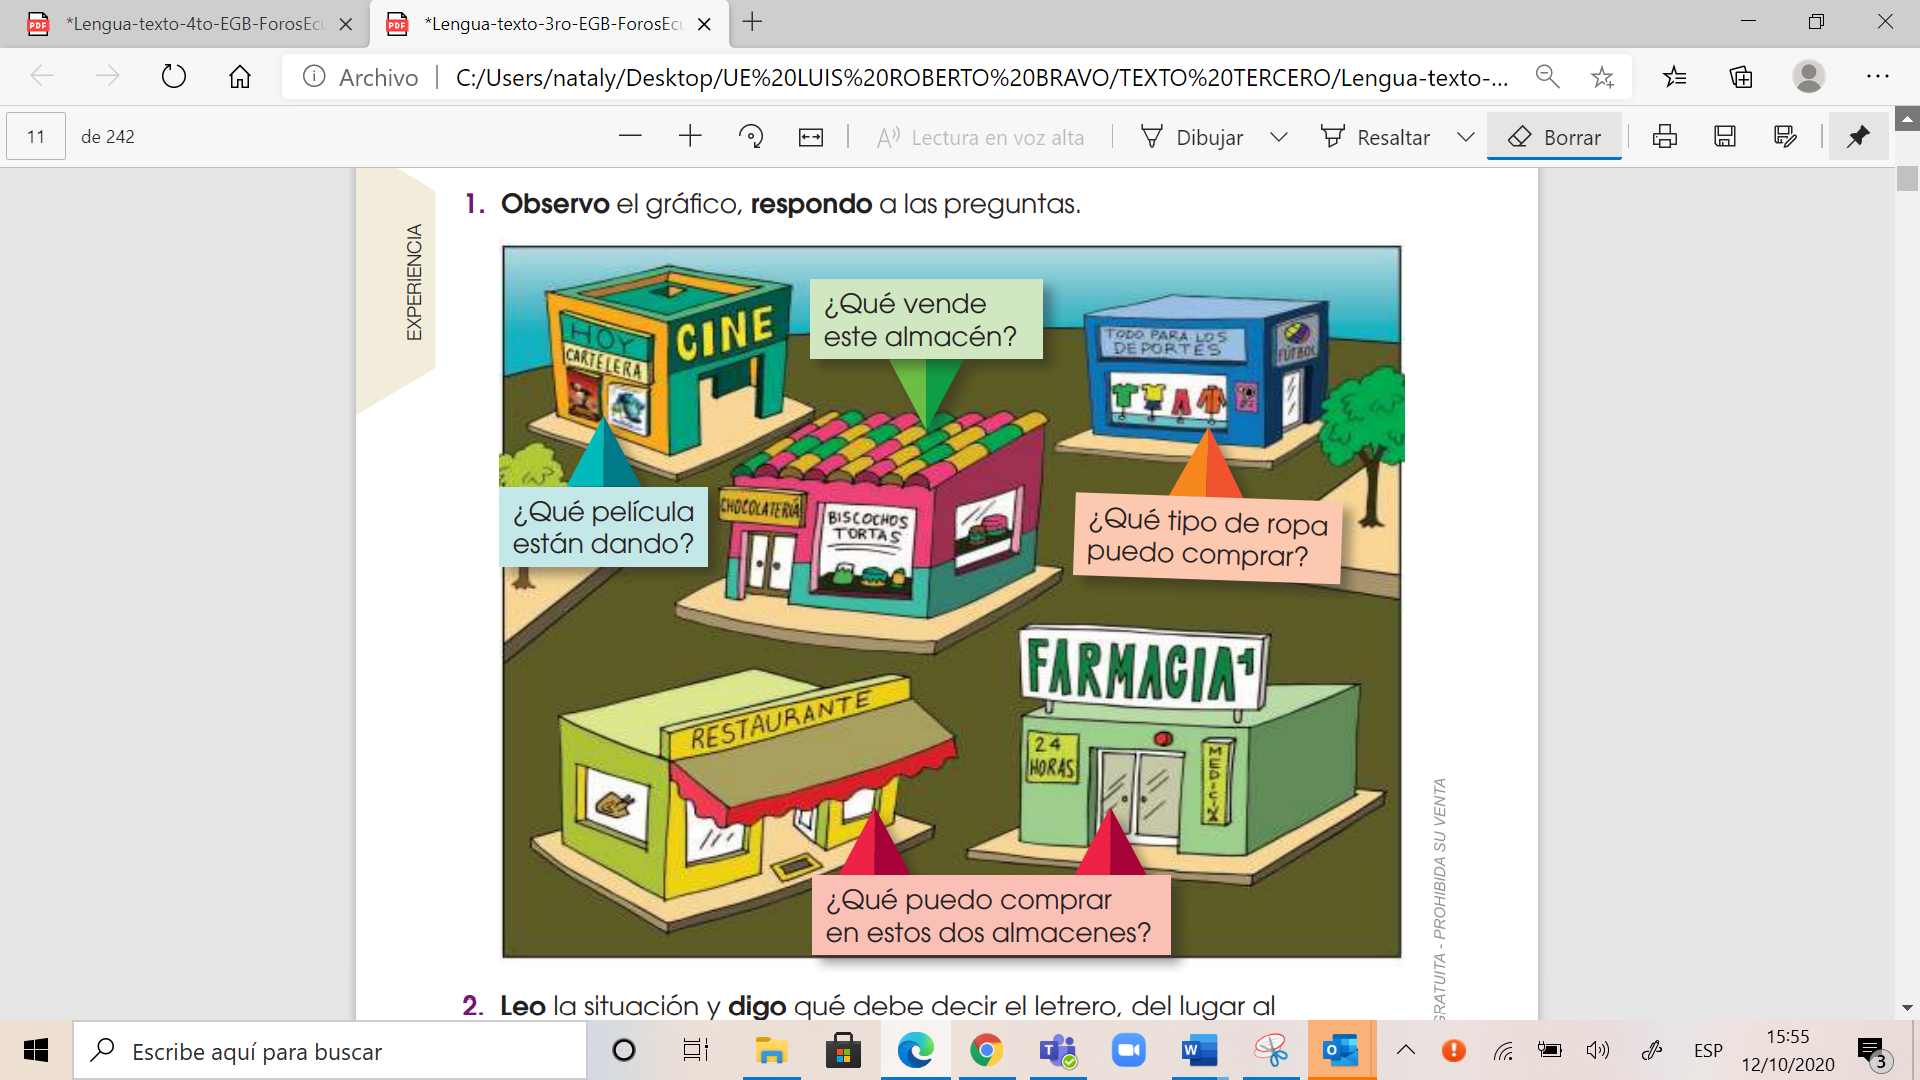 *Lengua-texto-4to-EGB-ForosEcu
*Lengua-texto-3ro-EGB-ForosEcu
Archivo
C:/Users/nataly/Desktop/UE%20LUIS%20ROBERTO%20BRAVO/TEXTO%20TERCERO/Lengua-texto-...
11 de 242
Lectura en voz alta
Dibujar
Resaltar
Borrar
EXPERIENCIA
1. Observo el gráfico, respondo a las preguntas.
HOY
CARTELERA
CINE
¿Qué vende
este almacén?
TODO PARA LOS
DEPORTES
FÚTBOL
¿Qué película
están dando?
CHOCOLATERÍA
BISCOCHOS
TORTAS
¿Qué tipo de ropa
puedo comprar?
RESTAURANTE
FARMACIA 1
24
HORAS
MEDICINA
¿Qué puedo comprar
en estos dos almacenes?
GRATUITA - PROHIBIDA SU VENTA
2. Leo la situación y digo qué debe decir el letrero, del lugar al
Escribe aquí para buscar
ESP
15:55
12/10/2020
3